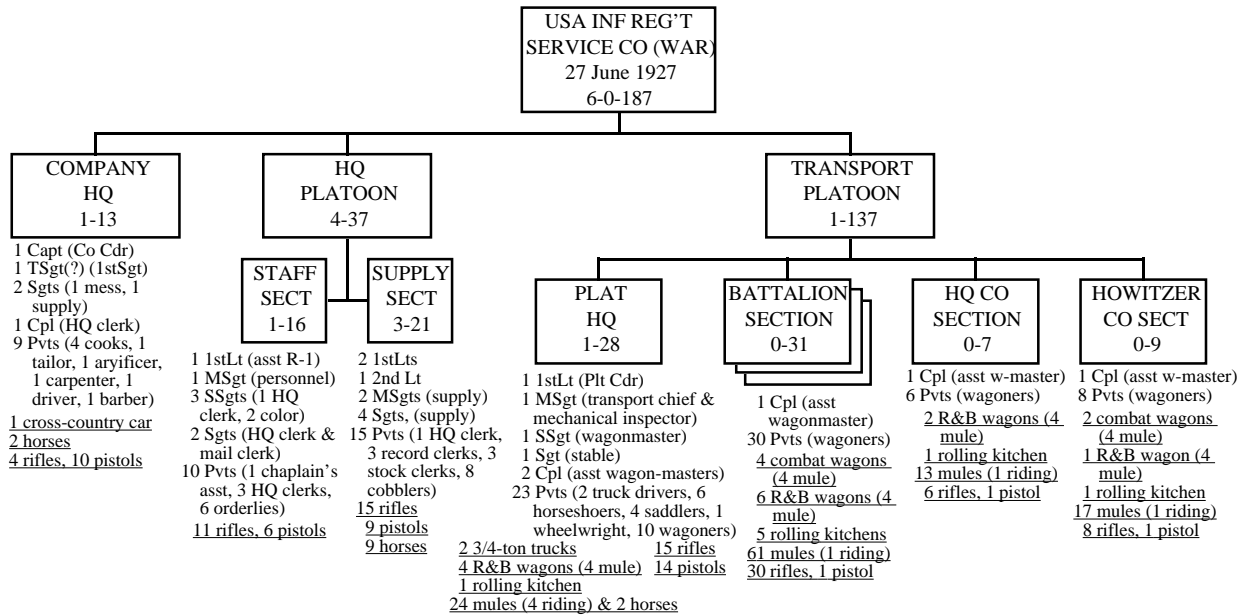 USA INF REG'T
SERVICE CO (WAR)
27 June 1927
6-0-187
COMPANY
HQ
1-13
1 Capt (Co Cdr)
1 TSgt(?) (1stSgt)
2 Sgts (1 mess, 1
supply)
1 Cpl (HQ clerk)
9 Pvts (4 cooks, 1
tailor, 1 aryificer,
1 carpenter, 1
driver, 1 barber)
1 cross-country car
2 horses
4 rifles, 10 pistols
HQ
PLATOON
4-37
STAFF
SECT
1-16
1 1stLt (asst R-1)
1 MSgt (personnel)
3 SSgts (1 HQ
clerk, 2 color)
2 Sgts (HQ clerk &
mail clerk)
10 Pvts (1 chaplain's
asst, 3 HQ clerks,
6 orderlies)
11 rifles, 6 pistols
SUPPLY
SECT
3-21
2 1stLts
1 2nd Lt
2 MSgts (supply)
4 Sgts, (supply)
15 Pvts (1 HQ clerk,
3 record clerks, 3
stock clerks, 8
cobblers)
15 rifles
9 pistols
9 horses
TRANSPORT
PLATOON
1-137
PLAT
HQ
1-28
1 1stLt (Plt Cdr)
1 MSgt (transport chief &
mechanical inspector)
1 SSgt (wagonmaster)
1 Sgt (stable)
2 Cpl (asst wagon-masters)
23 Pvts (2 truck drivers, 6
horseshoers, 4 saddlers, 1
wheelwright, 10 wagoners)
2 3/4-ton trucks
4 R&B wagons (4 mule)
1 rolling kitchen
24 mules (4 riding) & 2 horses
15 rifles
14 pistols
BATTALION
SECTION
0-31
1 Cpl (asst
wagonmaster)
30 Pvts (wagoners)
4 combat wagons
(4 mule)
6 R&B wagons (4
mule)
5 rolling kitchens
61 mules (1 riding)
30 rifles, 1 pistol
HQ CO
SECTION
0-7
1 Cpl (asst w-master)
6 Pvts (wagoners)
2 R&B wagons (4
mule)
1 rolling kitchen
13 mules (1 riding)
6 rifles, 1 pistol
HOWITZER
CO SECT
0-9
1 Cpl (asst w-master)
8 Pvts (wagoners)
2 combat wagons
(4 mule)
1 R&B wagon (4
mule)
1 rolling kitchen
17 mules (1 riding)
8 rifles, 1 pistol